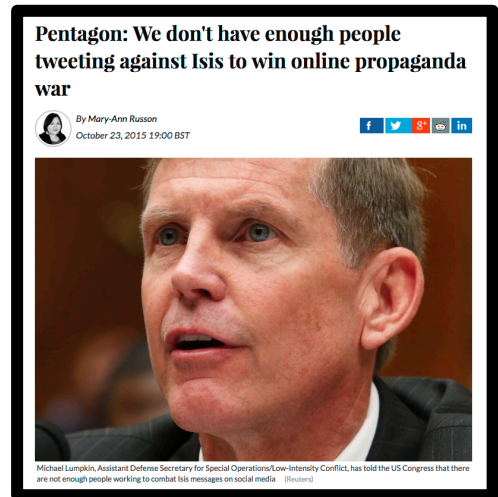 Pentagon: We don't have enough people
tweeting against Isis to win online propaganda
war
By Mary-Ann Russon
October 23, 2015 19:00 BST
f g+ in
Michael Lumpkin, Assistant Defense Secretary for Special Operations/Low-Intensity Conflict, has told the US Congress that there
are not enough people working to combat Isis messages on social media (Reuters)